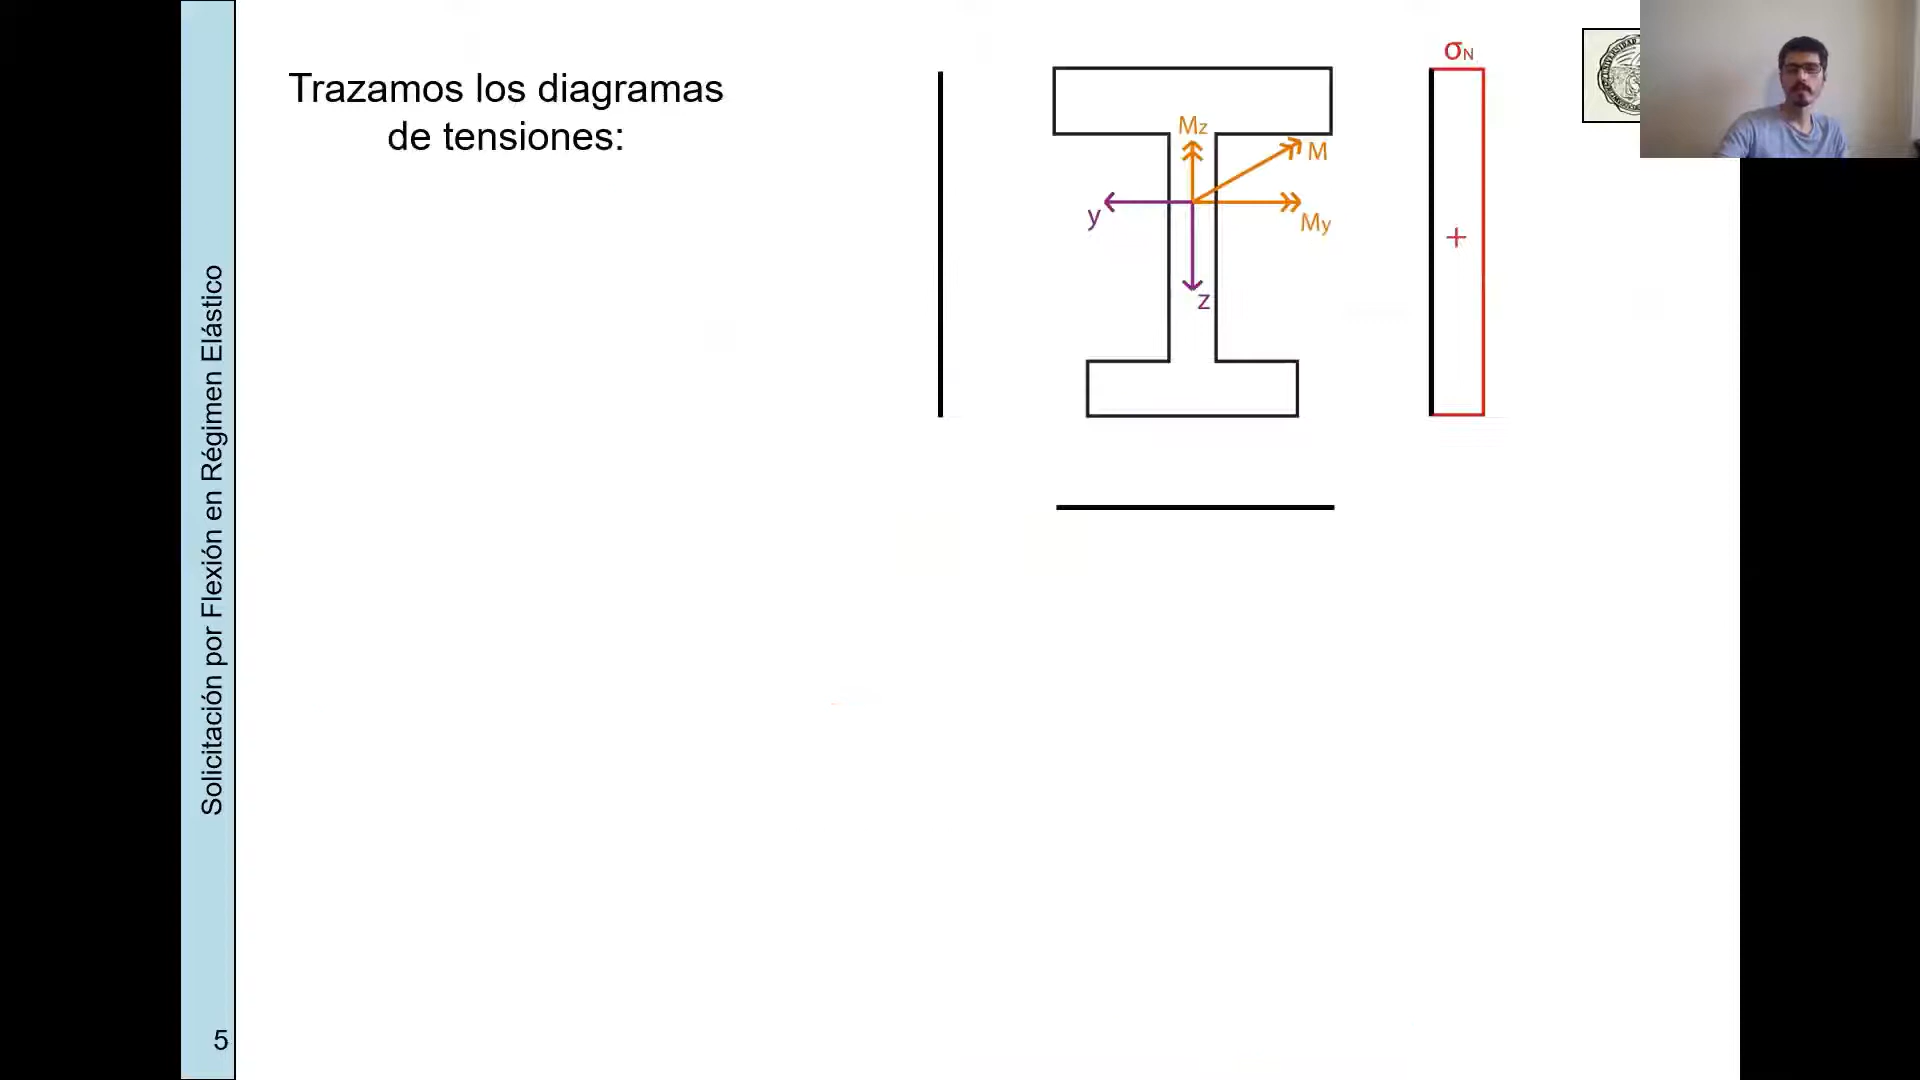 Trazamos los diagramas
de tensiones:
σN
Mz
M
y
My
+
z
Solicitación por Flexión en Régimen Elástico
5